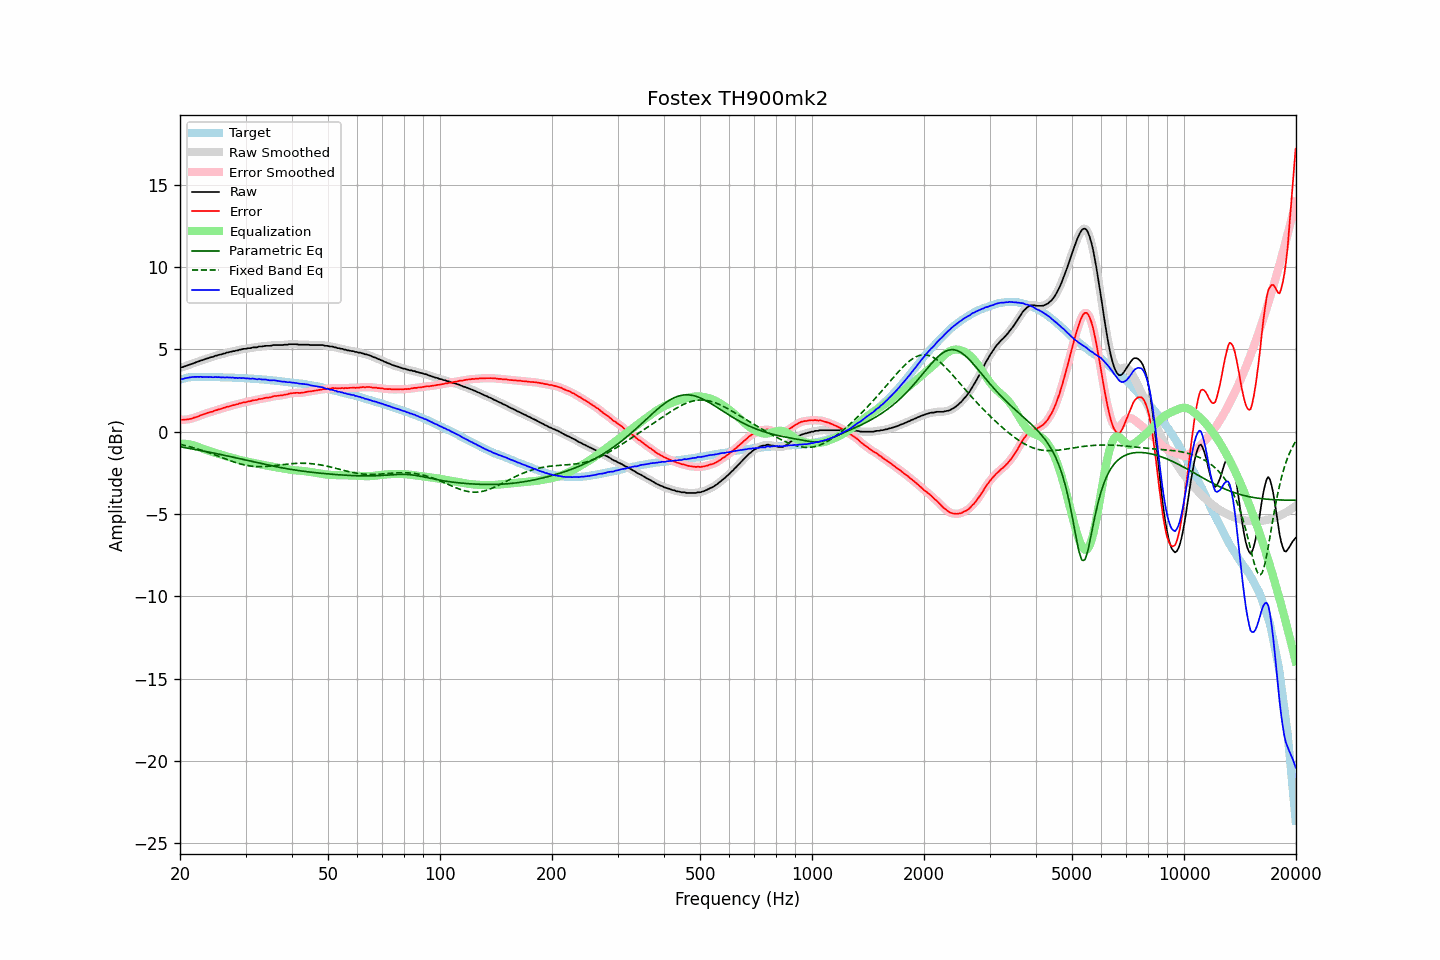 Fostex TH900mk2
Target
Raw Smoothed
Error Smoothed
Raw
Error
Equalization
Parametric Eq
Fixed Band Eq
Equalized
15
10
5
0
−5
−10
−15
−20
−25
Amplitude (dBr)
20
50
100
200
500
1000
2000
5000
10000
20000
Frequency (Hz)